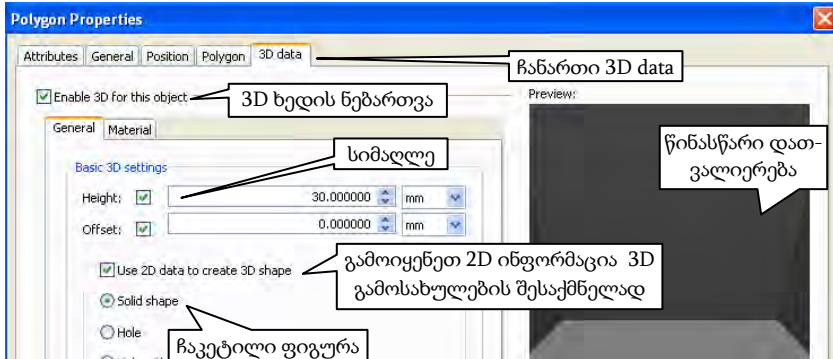 Polygon Properties
Attributes General Position Polygon 3D data
ჩანართი 3D data
Enable 3D for this object
3D ხედის ნებართვა
Preview:
General Material
სიმაღლე
წინასწარი დათ-
ვალიერება
Basic 3D settings
Height: 30.000000 mm
Offset: 0.000000 mm
გამოიყენეთ 2D ინფორმაცია 3D
გამოსახულების შესაქმნელად
Use 2D data to create 3D shape
Solid shape
Hole
ჩაკეტილი ფიგურა